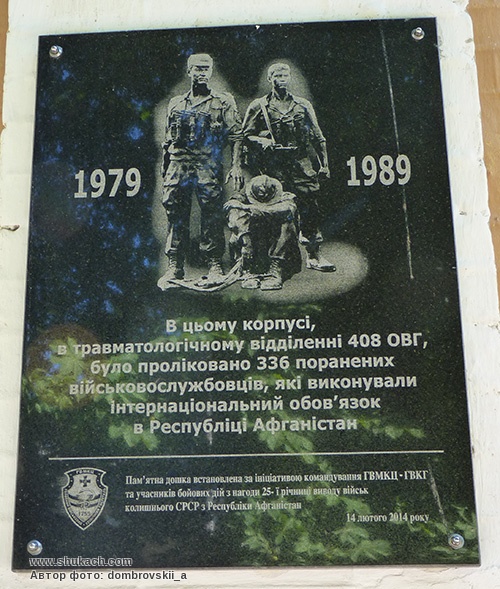 1979
1989
В цьому корпусі,
в травматологічному відділенні 408 ОВГ,
було проліковано 336 поранених
військовослужбовців, які виконували
інтернаціональний обов'язок
в Республіці Афганістан
ГВМКЦ
1755
Пам'ятна дошка встановлена за ініціативою командування ГВМКЦ - ГВКГ
та учасників бойових дій з нагоди 25- ї річниці виводу військ
колишнього СРСР з Республіки Афганістан
14 лютого 2014 року
www.shukach.com
Автор фото: dombrovskii_a